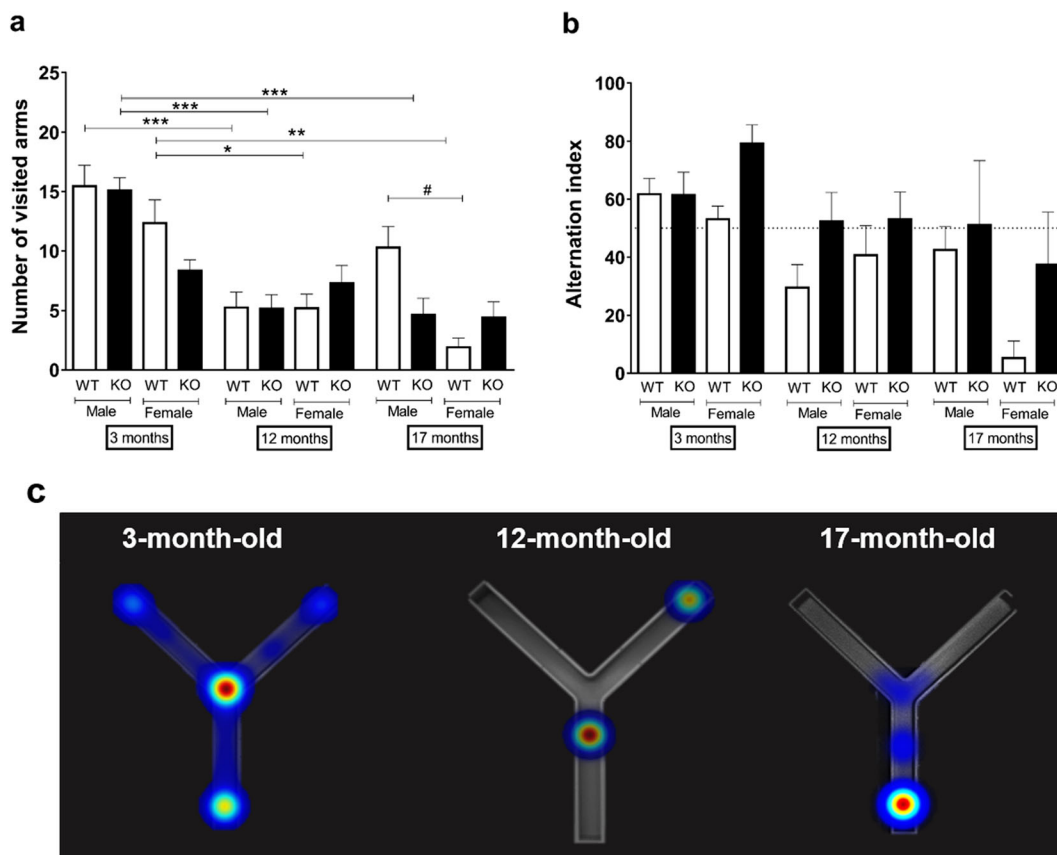 a
Number of visited arms
25
20
15
10
5
0
***
***
***
**
*
#
WT KO WT KO WT KO WT KO WT KO WT KO
Male Female Male Female Male Female
3 months 12 months 17 months
b
Alternation index
100
80
60
40
20
0
WT KO WT KO WT KO WT KO WT KO WT KO
Male Female Male Female Male Female
3 months 12 months 17 months
c
3-month-old 12-month-old 17-month-old